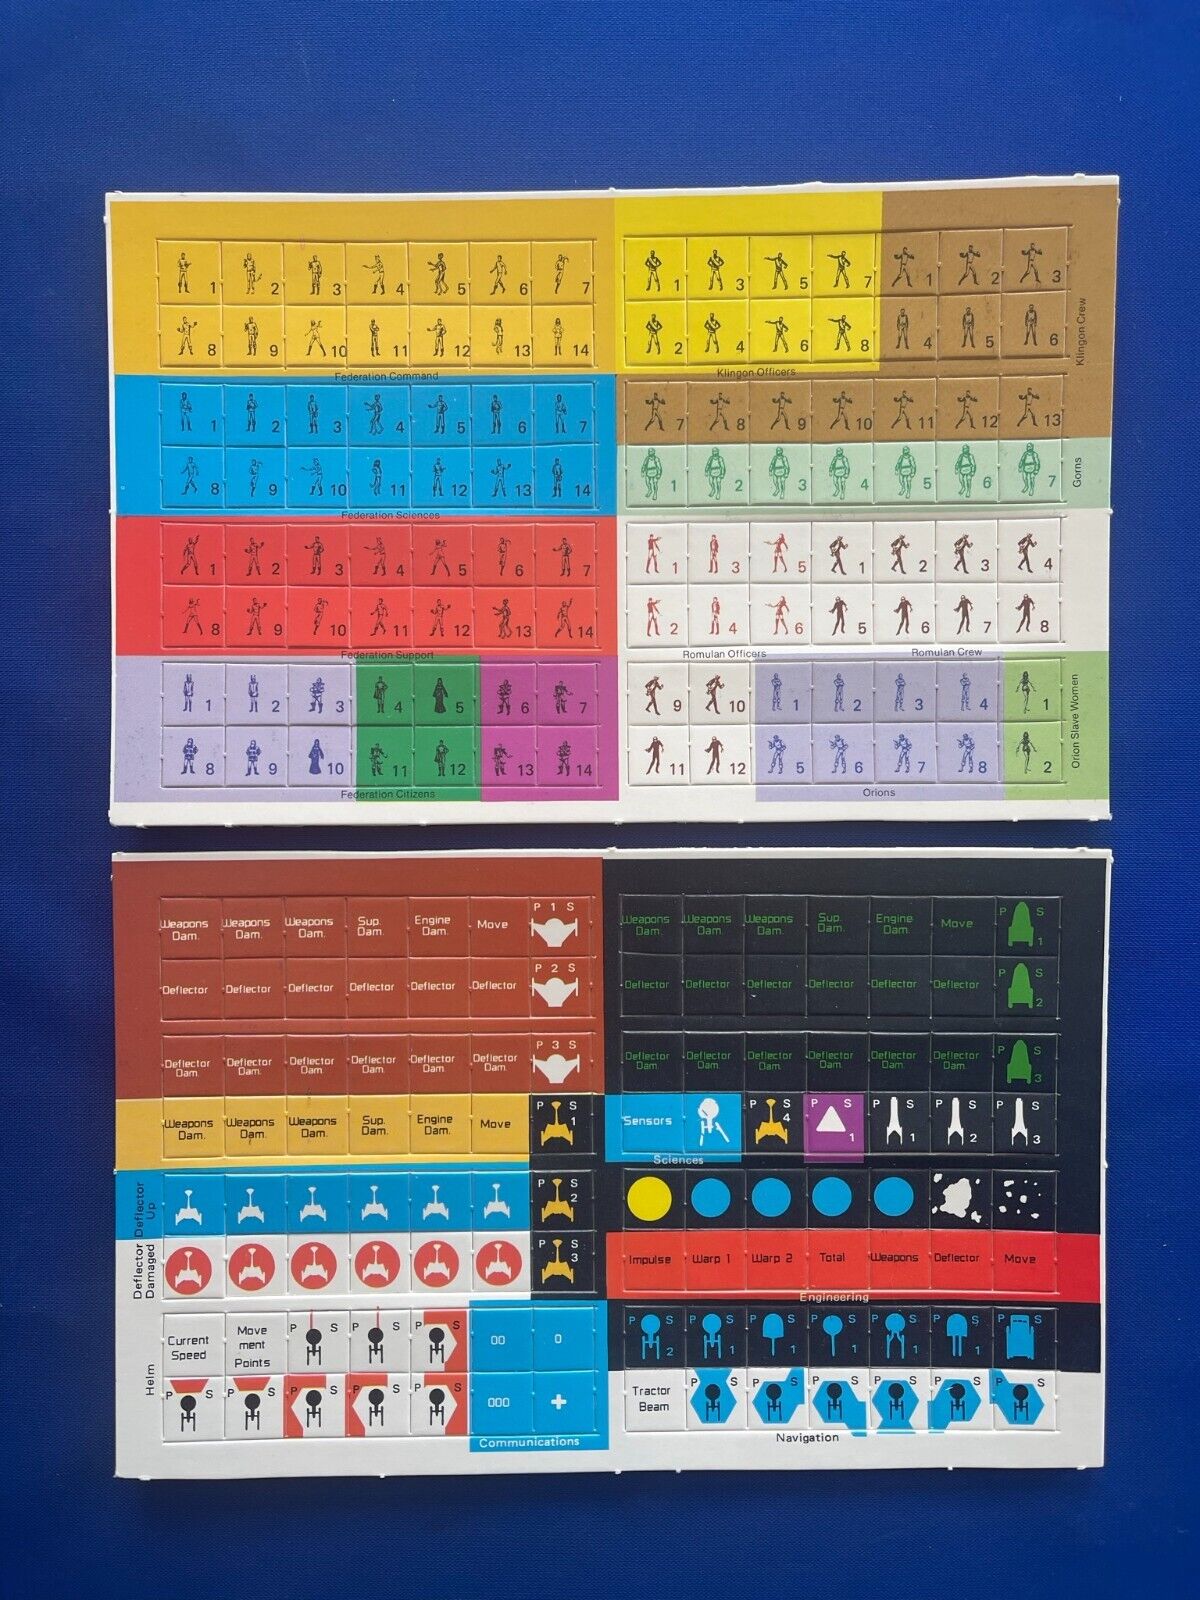 1 2 3 4 5 6 7
8 9 10 11 12 13 14
Federation Command
1 2 3 4 5 6 7
8 9 10 11 12 13 14
Federation Sciences
1 2 3 4 5 6 7
8 9 10 11 12 13 14
Federation Support
1 2 3 4 5 6 7
8 9 10 11 12 13 14
Federation Citizens
1 3 5 7 1 2 3
2 4 6 8 4 5 6
Klingon Officers
Klingon Crew
7 8 9 10 11 12 13
1 2 3 4 5 6 7
Gorns
1 3 5 1 2 3 4
2 4 6 5 6 7 8
Romulan Officers
Romulan Crew
9 10 1 2 3 4 1
11 12 5 6 7 8 2
Orions
Orion Slave Women
Weapons Dam. Weapons Dam. Weapons Dam. Sup. Dam. Engine Dam. Move P 1 S
Deflector Deflector Deflector Deflector Deflector Deflector P 2 S
Deflector Dam. Deflector Dam. Deflector Dam. Deflector Dam. Deflector Dam. Deflector Dam. P 3 S
Weapons Dam. Weapons Dam. Weapons Dam. Sup. Dam. Engine Dam. Move P S 1
Deflector Up
P S 2
Deflector Damaged
P S 3
Helm
Current Speed Move ment Points P S P S P S 00 0
P S P S P S P S P S 000 +
Communications
Weapons Dam. Weapons Dam. Weapons Dam. Sup. Dam. Engine Dam. Move P S 1
Deflector Deflector Deflector Deflector Deflector Deflector P S 2
Deflector Dam. Deflector Dam. Deflector Dam. Deflector Dam. Deflector Dam. Deflector Dam. P S 3
Sensors P S 4 P S 1 P S 1 P S 2 P S 3
Sciences
Impulse Warp 1 Warp 2 Total Weapons Deflector Move
Engineering
P S 2 P S 1 P S 1 P S 1 P S 1 P S 1 P S
Tractor Beam P S P S P S P S P S P S
Navigation